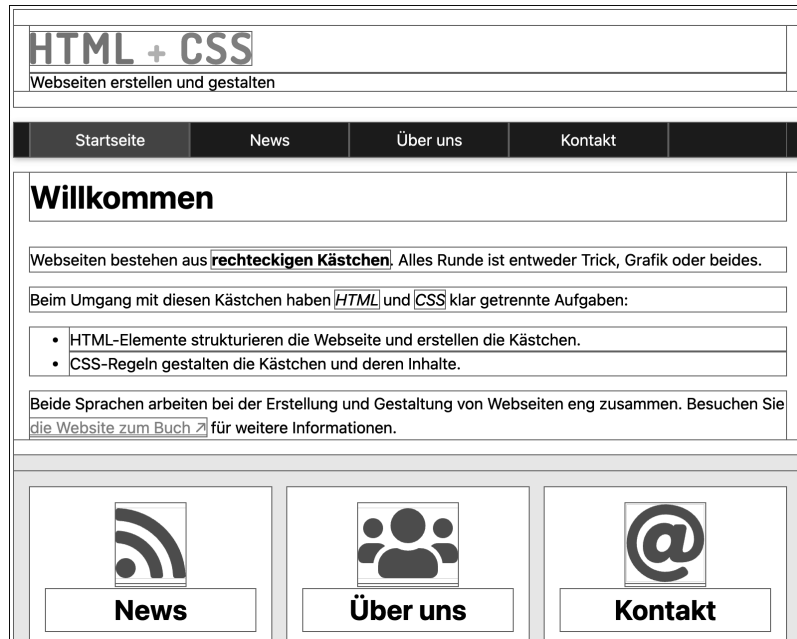 HTML + CSS
Webseiten erstellen und gestalten
Startseite News Über uns Kontakt
Willkommen
Webseiten bestehen aus rechteckigen Kästchen. Alles Runde ist entweder Trick, Grafik oder beides.
Beim Umgang mit diesen Kästchen haben HTML und CSS klar getrennte Aufgaben:
• HTML-Elemente strukturieren die Webseite und erstellen die Kästchen.
• CSS-Regeln gestalten die Kästchen und deren Inhalte.
Beide Sprachen arbeiten bei der Erstellung und Gestaltung von Webseiten eng zusammen. Besuchen Sie
die Website zum Buch ↗ für weitere Informationen.
@
News Über uns Kontakt